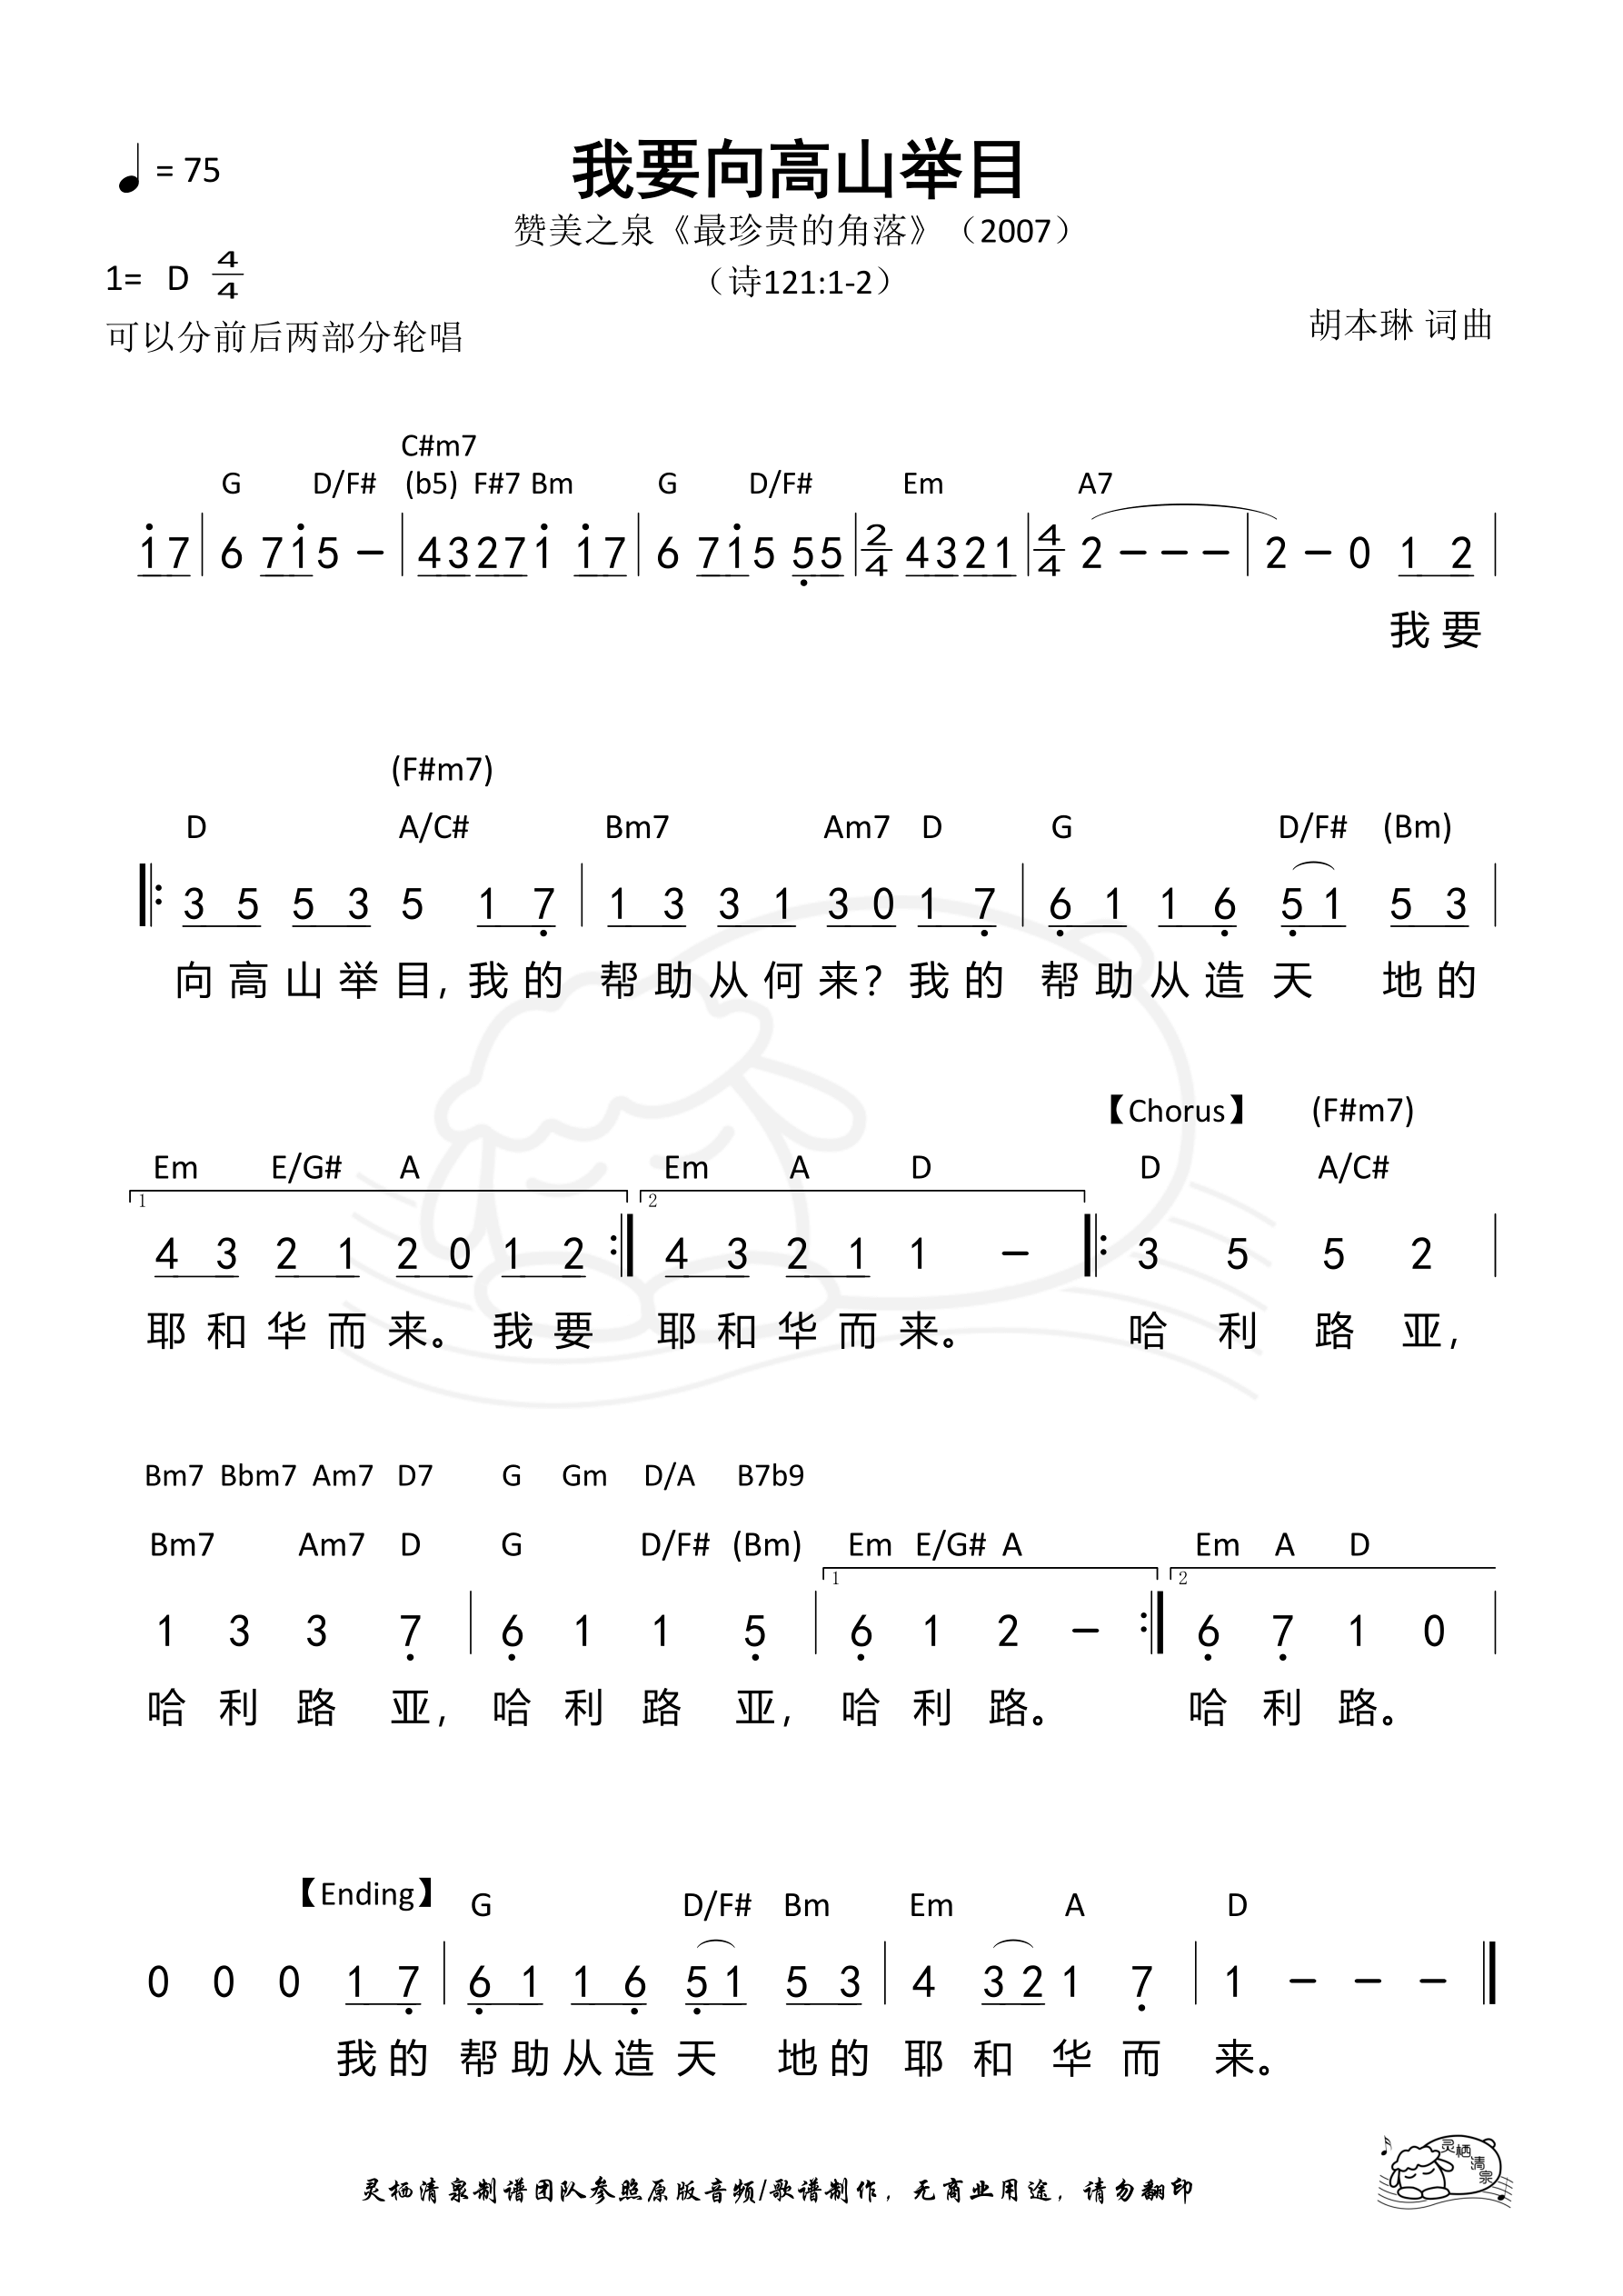 ♩ = 75
我要向高山举目
赞美之泉《最珍贵的角落》（2007）
1= D 4/4
（诗121:1-2）
可以分前后两部分轮唱
胡本琳 词曲
C#m7
G D/F# (b5) F#7 Bm G D/F# Em A7
1 7 | 6 7 1 5 – | 4 3 2 7 1 1 7 | 6 7 1 5 5 5 | 2/4 4 3 2 1 | 4/4 2 – – – | 2 – 0 1 2 |
我 要
(F#m7)
D A/C# Bm7 Am7 D G D/F# (Bm)
3 5 5 3 5 1 7 | 1 3 3 1 3 0 1 7 | 6 1 1 6 5 1 5 3 |
向 高 山 举 目, 我 的 帮 助 从 何 来? 我 的 帮 助 从 造 天 地 的
【Chorus】 (F#m7)
Em E/G# A Em A D D A/C#
1 2
4 3 2 1 2 0 1 2 :| 4 3 2 1 1 – |: 3 5 5 2 |
耶 和 华 而 来。 我 要 耶 和 华 而 来。 哈 利 路 亚,
Bm7 Bbm7 Am7 D7 G Gm D/A B7b9
Bm7 Am7 D G D/F# (Bm) Em E/G# A Em A D
1 2
1 3 3 7 | 6 1 1 5 | 6 1 2 – :| 6 7 1 0 |
哈 利 路 亚, 哈 利 路 亚, 哈 利 路。 哈 利 路。
【Ending】 G D/F# Bm Em A D
0 0 0 1 7 | 6 1 1 6 5 1 5 3 | 4 3 2 1 7 | 1 – – – ‖
我 的 帮 助 从 造 天 地 的 耶 和 华 而 来。
灵栖清泉
灵栖清泉制谱团队参照原版音频/歌谱制作，无商业用途，请勿翻印